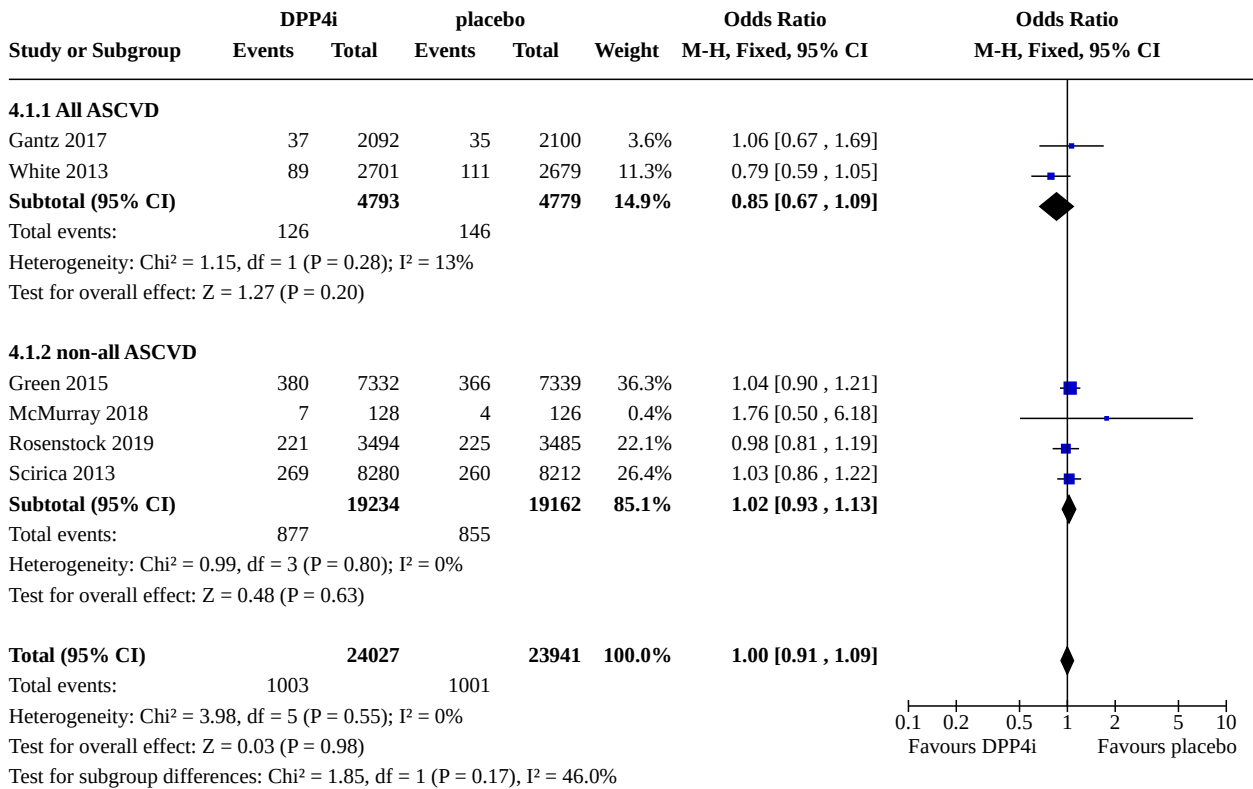 DPP4i placebo Odds Ratio Odds Ratio
Study or Subgroup Events Total Events Total Weight M-H, Fixed, 95% CI M-H, Fixed, 95% CI
4.1.1 All ASCVD
Gantz 2017 37 2092 35 2100 3.6% 1.06 [0.67 , 1.69]
White 2013 89 2701 111 2679 11.3% 0.79 [0.59 , 1.05]
Subtotal (95% CI) 4793 4779 14.9% 0.85 [0.67 , 1.09]
Total events: 126 146
Heterogeneity: Chi² = 1.15, df = 1 (P = 0.28); I² = 13%
Test for overall effect: Z = 1.27 (P = 0.20)
4.1.2 non-all ASCVD
Green 2015 380 7332 366 7339 36.3% 1.04 [0.90 , 1.21]
McMurray 2018 7 128 4 126 0.4% 1.76 [0.50 , 6.18]
Rosenstock 2019 221 3494 225 3485 22.1% 0.98 [0.81 , 1.19]
Scirica 2013 269 8280 260 8212 26.4% 1.03 [0.86 , 1.22]
Subtotal (95% CI) 19234 19162 85.1% 1.02 [0.93 , 1.13]
Total events: 877 855
Heterogeneity: Chi² = 0.99, df = 3 (P = 0.80); I² = 0%
Test for overall effect: Z = 0.48 (P = 0.63)
Total (95% CI) 24027 23941 100.0% 1.00 [0.91 , 1.09]
Total events: 1003 1001
Heterogeneity: Chi² = 3.98, df = 5 (P = 0.55); I² = 0%
0.1 0.2 0.5 1 2 5 10
Test for overall effect: Z = 0.03 (P = 0.98) Favours DPP4i Favours placebo
Test for subgroup differences: Chi² = 1.85, df = 1 (P = 0.17), I² = 46.0%